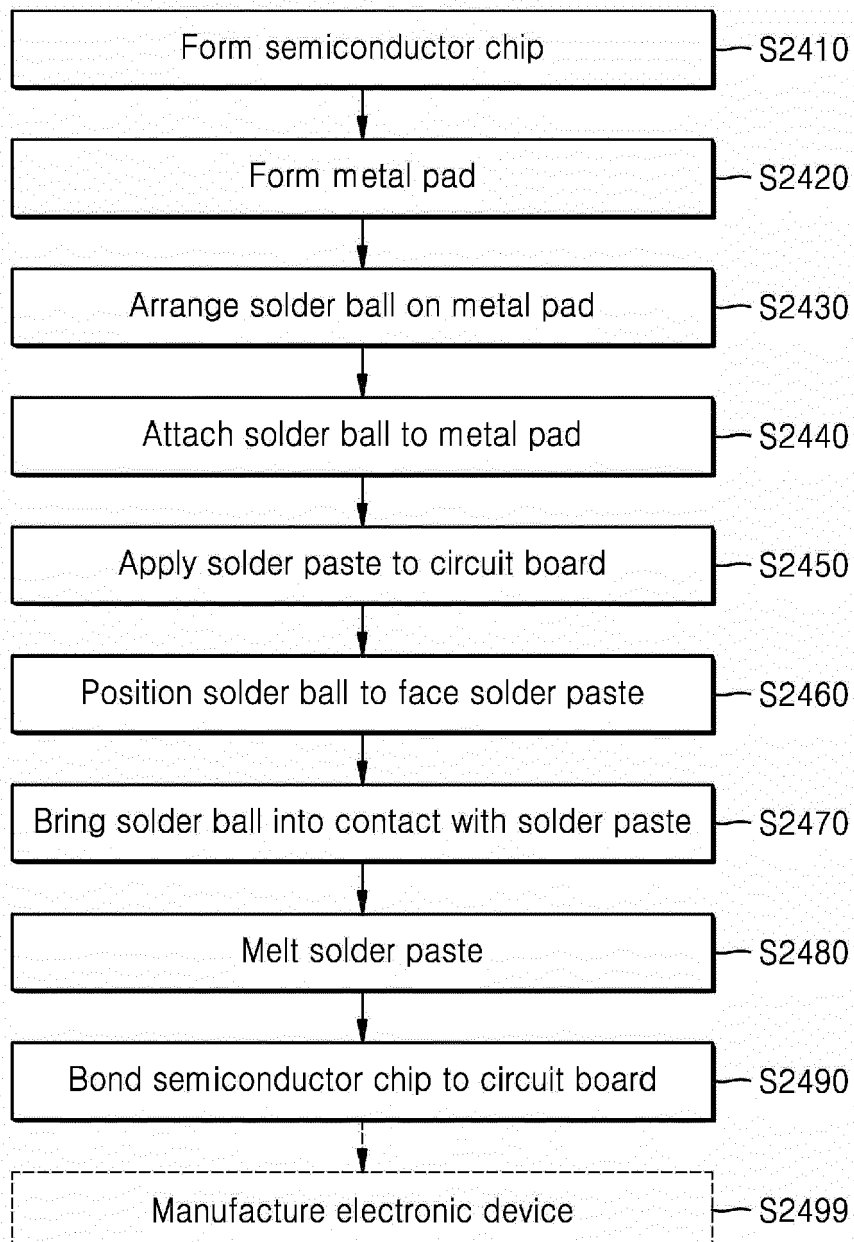 Form semiconductor chip S2410
Form metal pad S2420
Arrange solder ball on metal pad S2430
Attach solder ball to metal pad S2440
Apply solder paste to circuit board S2450
Position solder ball to face solder paste S2460
Bring solder ball into contact with solder paste S2470
Melt solder paste S2480
Bond semiconductor chip to circuit board S2490
Manufacture electronic device S2499